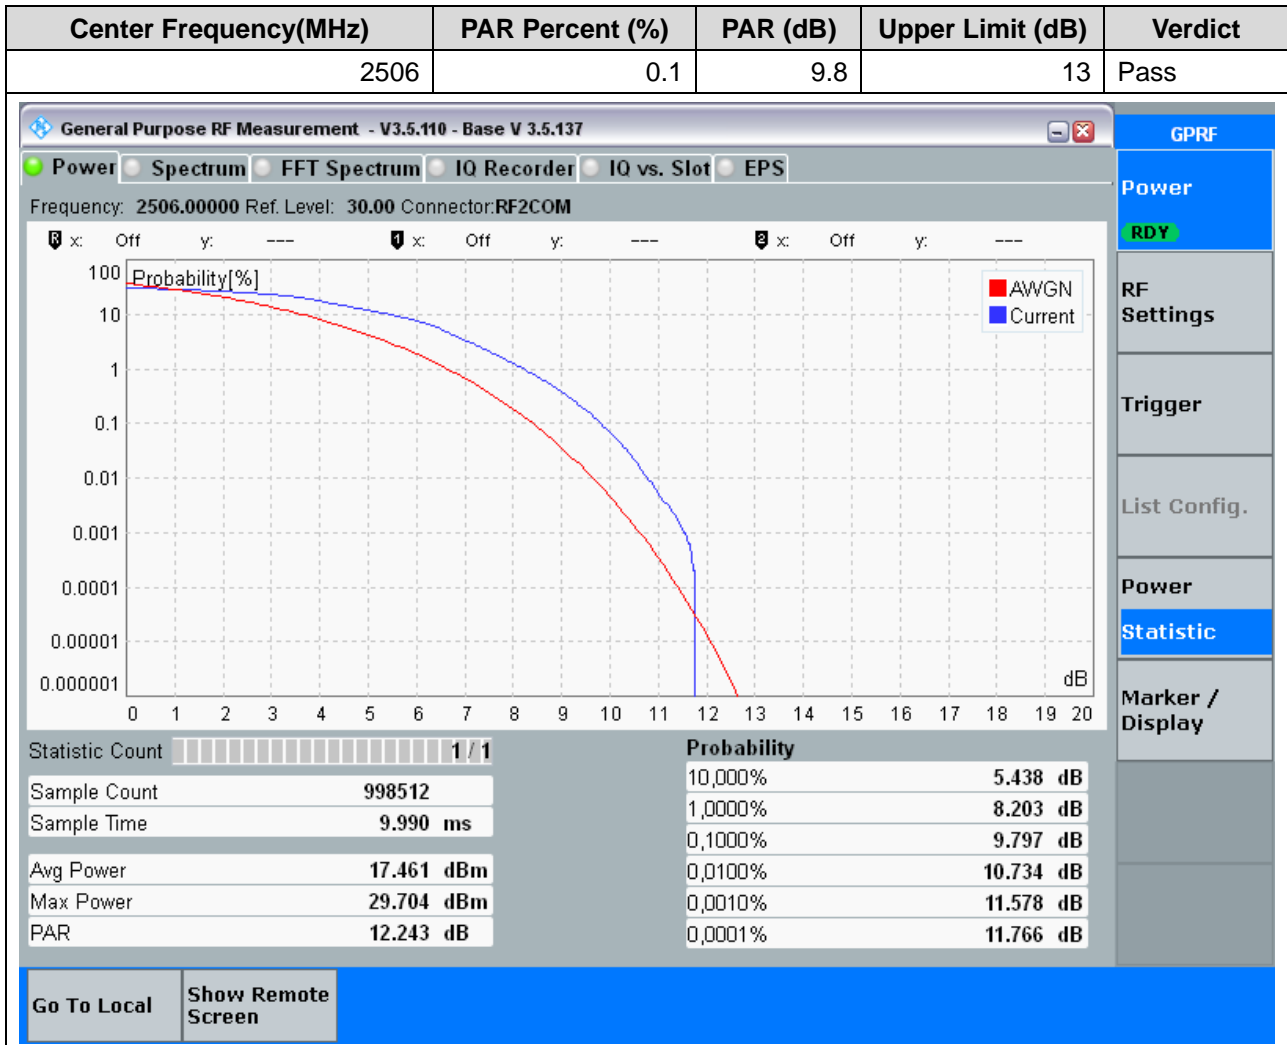 Center Frequency(MHz) PAR Percent (%) PAR (dB) Upper Limit (dB) Verdict
2506 0.1 9.8 13 Pass
General Purpose RF Measurement - V3.5.110 - Base V 3.5.137
GPRF
Power Spectrum FFT Spectrum IQ Recorder IQ vs. Slot EPS
Frequency: 2506.00000 Ref. Level: 30.00 Connector:RF2COM
R x: Off y: --- 1 x: Off y: --- 2 x: Off y: ---
Probability[%]
AWGN
Current
100
10
1
0.1
0.01
0.001
0.0001
0.00001
0.000001
dB
0 1 2 3 4 5 6 7 8 9 10 11 12 13 14 15 16 17 18 19 20
Statistic Count 1 / 1
Sample Count 998512
Sample Time 9.990 ms
Avg Power 17.461 dBm
Max Power 29.704 dBm
PAR 12.243 dB
Probability
10,000% 5.438 dB
1,0000% 8.203 dB
0,1000% 9.797 dB
0,0100% 10.734 dB
0,0010% 11.578 dB
0,0001% 11.766 dB
Power
RDY
RF
Settings
Trigger
List Config.
Power
Statistic
Marker /
Display
Go To Local
Show Remote
Screen